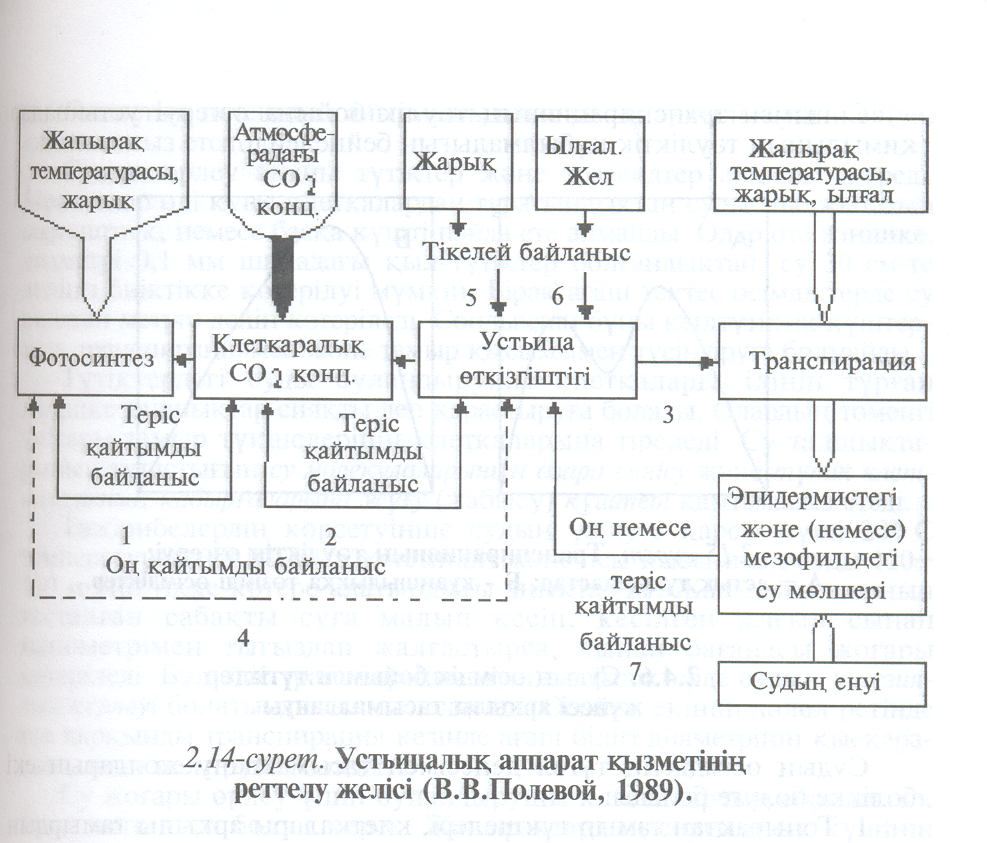 Жапырақ
температурасы,
жарық
Атмосфе-
радағы
CO₂
конц.
Жарық
Ылғал.
Жел
Жапырақ
температурасы,
жарық, ылғал
Тікелей байланыс
5
6
Фотосинтез
Клеткаралық
CO₂ конц.
Устьица
өткізгіштігі
Транспирация
3
Теріс
қайтымды
байланыс
Теріс
қайтымды
байланыс
1
2
Оң қайтымды байланыс
4
Оң немесе
теріс
қайтымды
байланыс
7
Эпидермистегі
және (немесе)
мезофильдегі
су мөлшері
Судың енуі
2.14-сурет. Устьицалық аппарат қызметінің
реттелу желісі (В.В.Полевой, 1989).